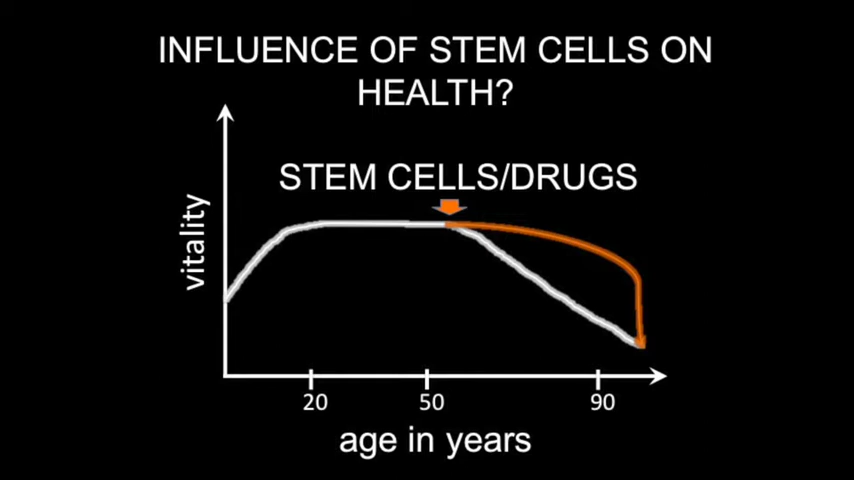 INFLUENCE OF STEM CELLS ON
HEALTH?
STEM CELLS/DRUGS
vitality
20 50 90
age in years